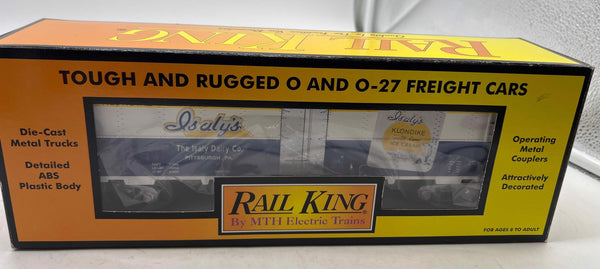 RAIL KING
TOUGH AND RUGGED O AND O-27 FREIGHT CARS
Die-Cast
Metal Trucks
Detailed
ABS
Plastic Body
Isaly's
The Isaly Daily Co.
PITTSBURGH, PA.
Isaly's
KLONDIKE
ICE CREAM
Operating
Metal
Couplers
Attractively
Decorated
RAIL KING®
By MTH Electric Trains
FOR AGES 8 TO ADULT